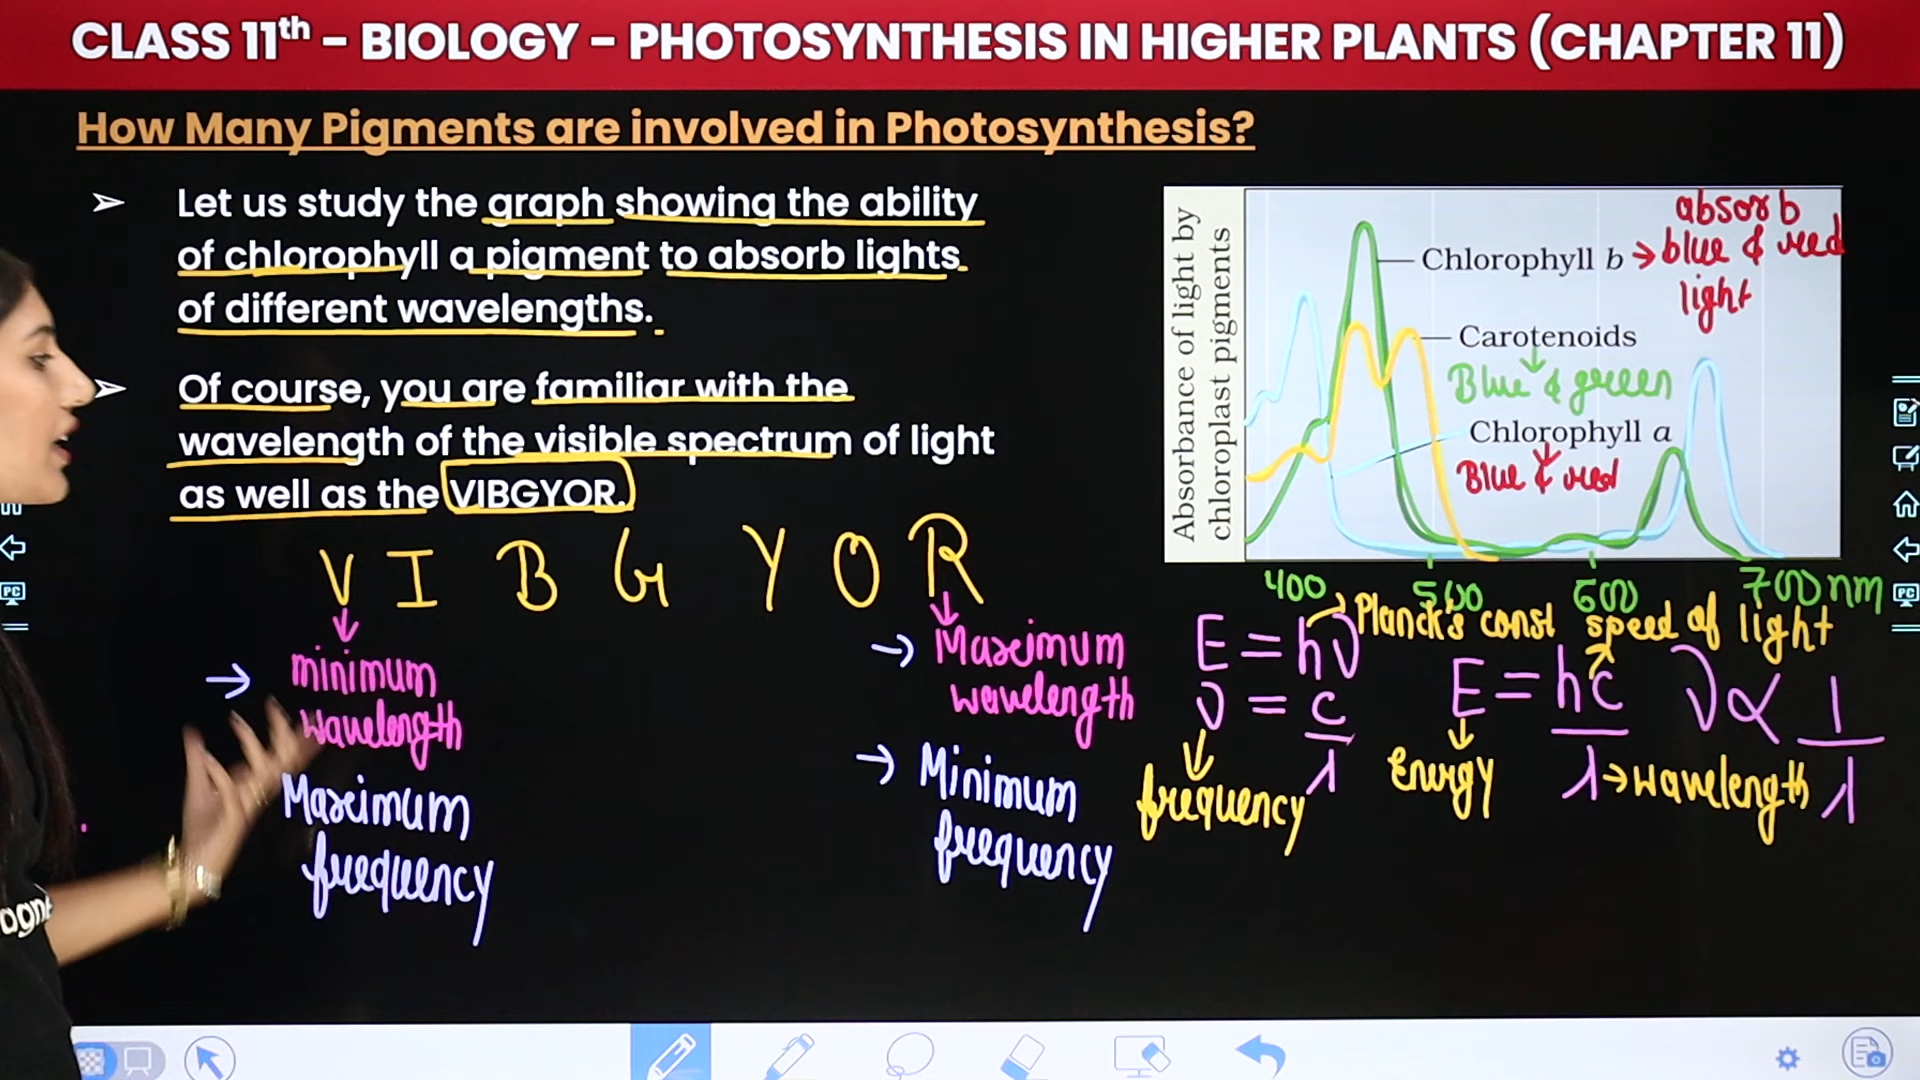 CLASS 11th - BIOLOGY - PHOTOSYNTHESIS IN HIGHER PLANTS (CHAPTER 11)
How Many Pigments are involved in Photosynthesis?
➤ Let us study the graph showing the ability
of chlorophyll a pigment to absorb lights
of different wavelengths.
➤ Of course, you are familiar with the
wavelength of the visible spectrum of light
as well as the VIBGYOR.
V I B G Y O R
→ minimum
wavelength
Maximum
frequency
→ Maximum
wavelength
→ Minimum
frequency
Absorbance of light by
chloroplast pigments
Chlorophyll b → absorb
blue & red
light
Carotenoids
Blue & green
Chlorophyll a
Blue & red
400 500 600 700 nm
E = hν → Planck's const
speed of light
ν = c/λ
E = hc/λ
ν ∝ 1/λ
frequency
Energy
λ → wavelength
PC
PC